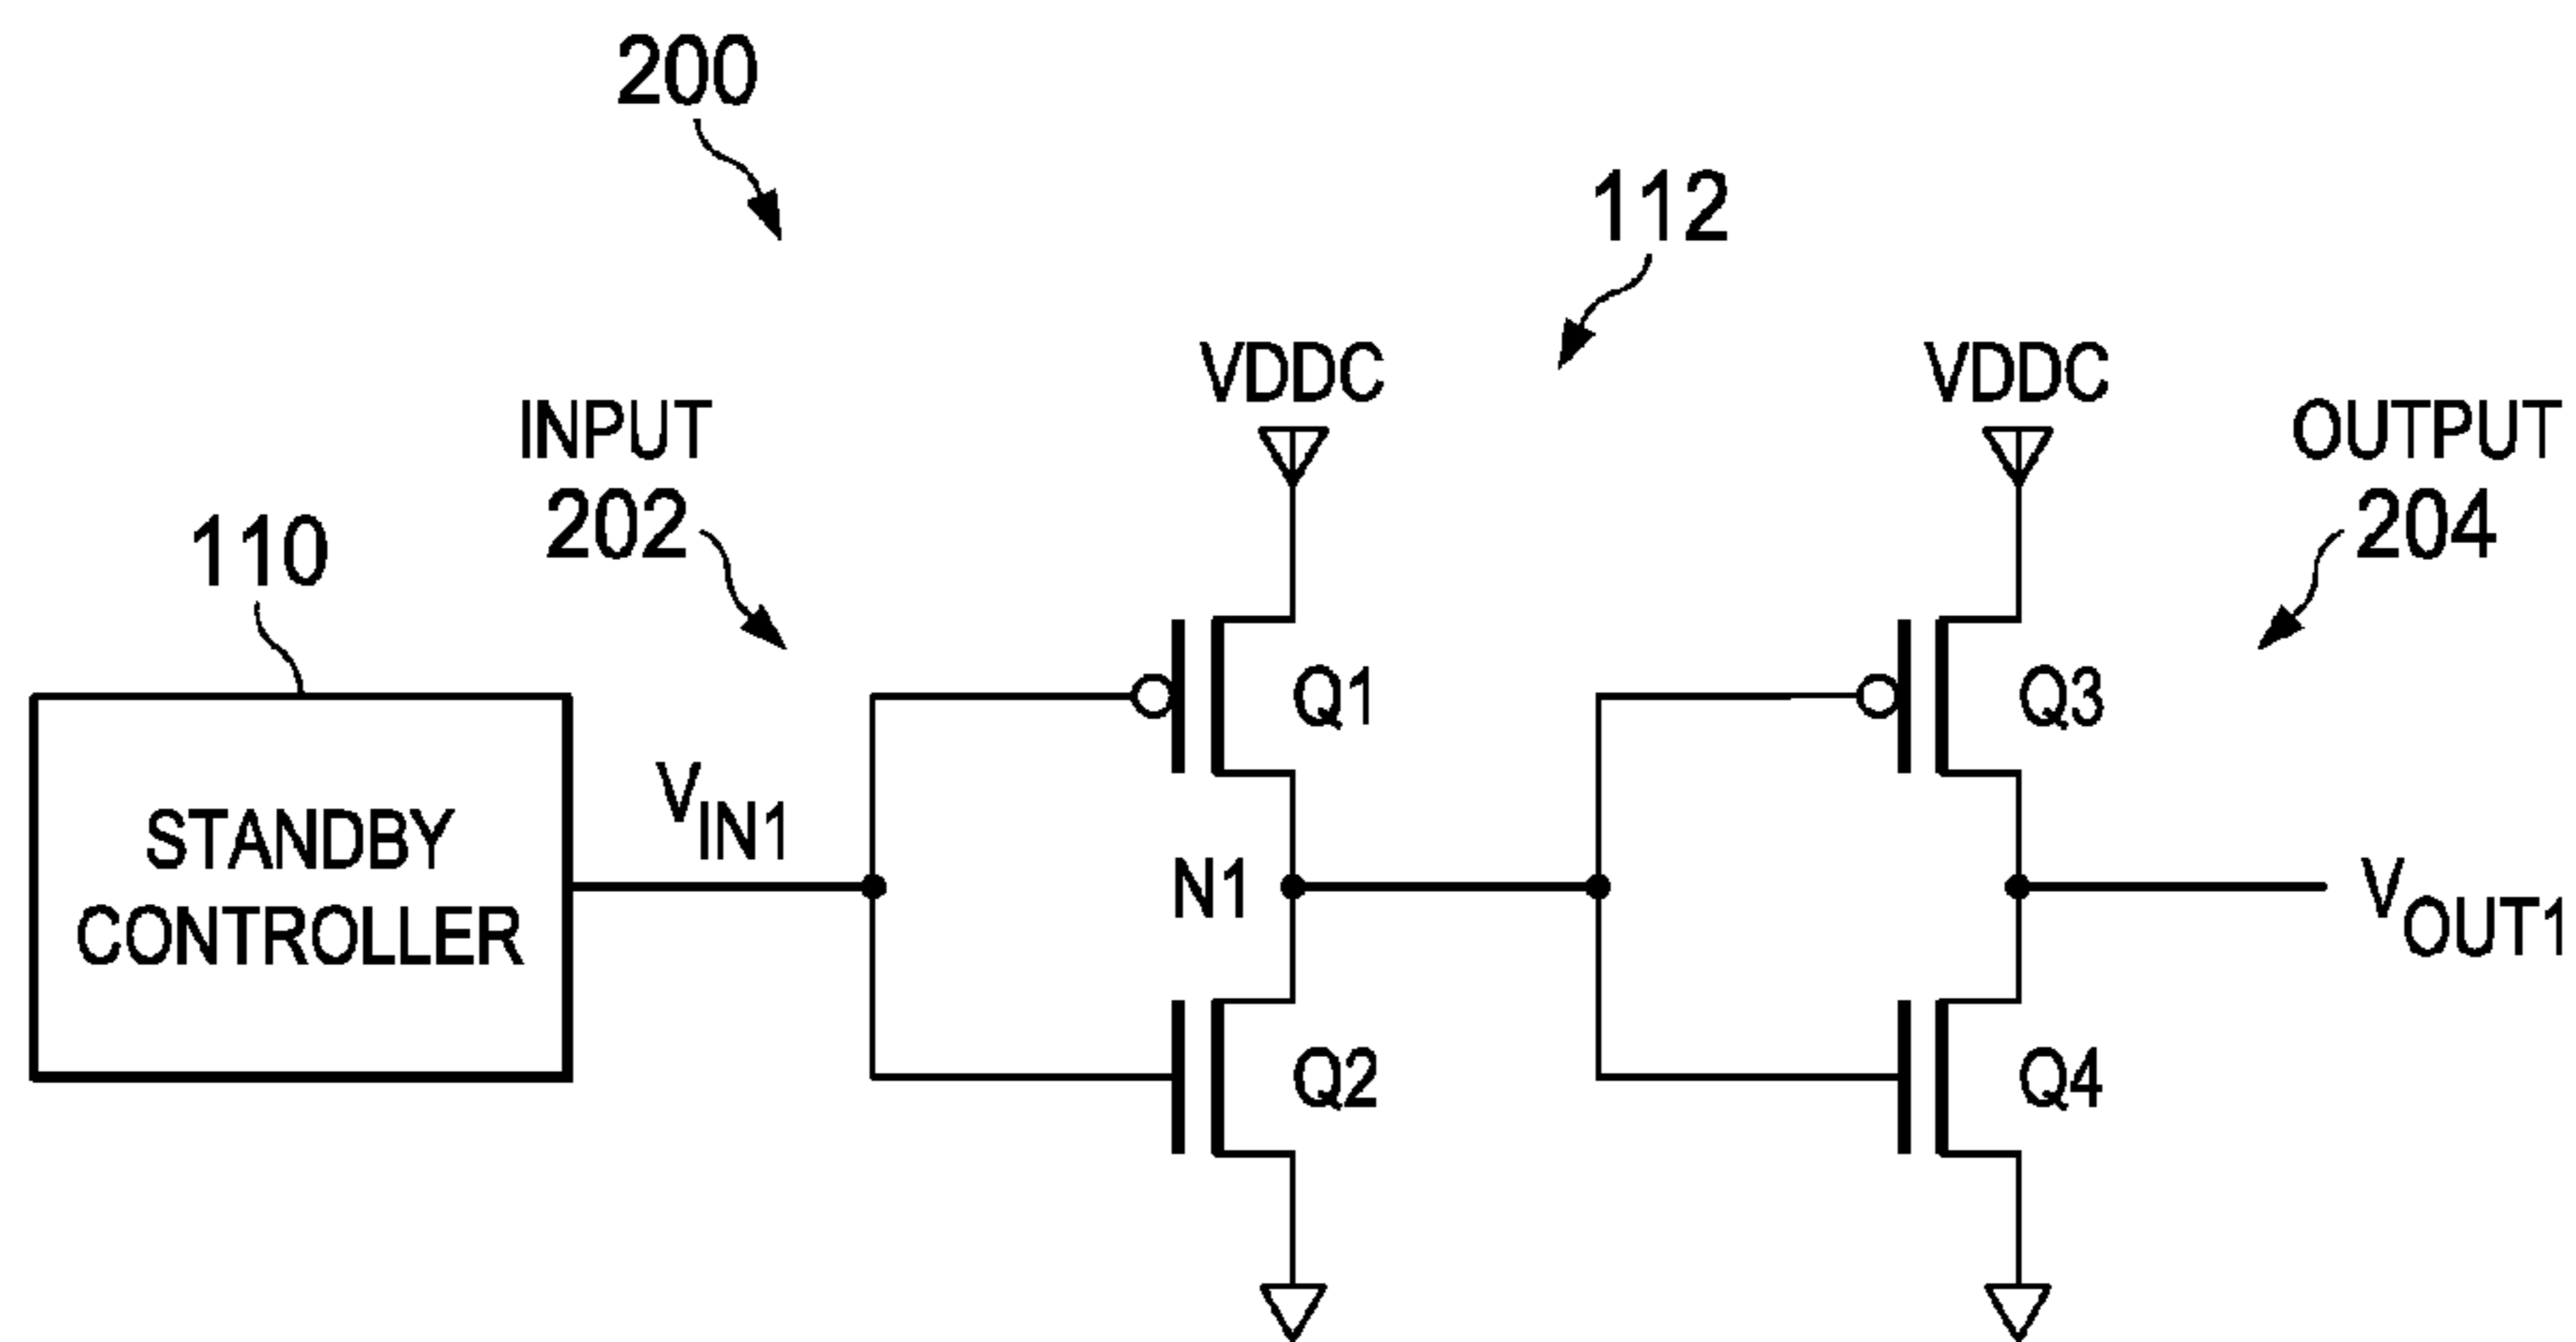 200
112
VDDC
VDDC
INPUT
202
OUTPUT
204
110
Q1
Q3
STANDBY
CONTROLLER
VIN1
N1
VOUT1
Q2
Q4